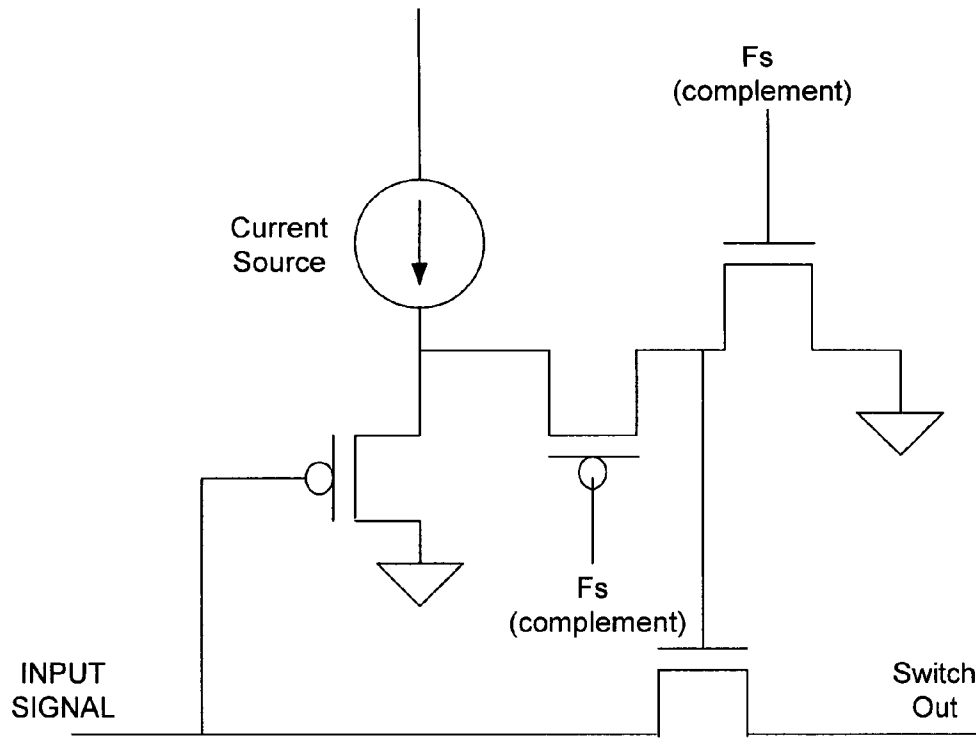 Fs
(complement)
Current
Source
Fs
(complement)
INPUT
SIGNAL
Switch
Out